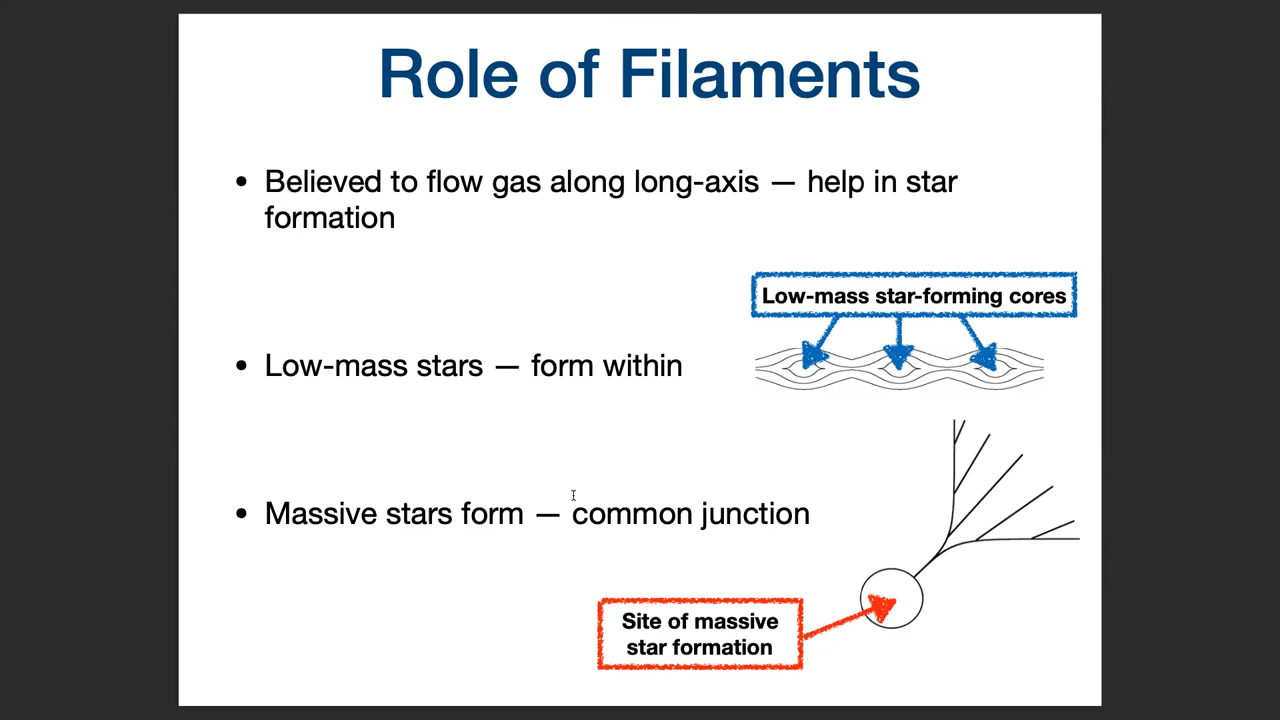 Role of Filaments
• Believed to flow gas along long-axis — help in star
formation
Low-mass star-forming cores
• Low-mass stars — form within
• Massive stars form — common junction
Site of massive
star formation